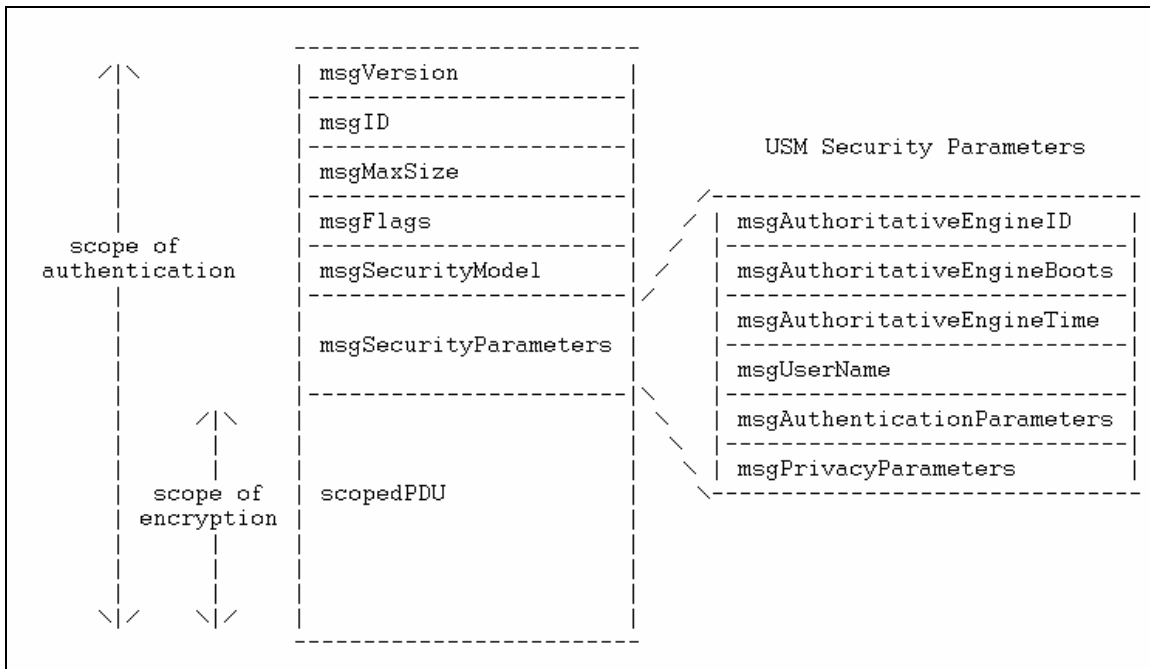 msgVersion
msgID
msgMaxSize
msgFlags
msgSecurityModel
msgSecurityParameters
scopedPDU
scope of
authentication
scope of
encryption
USM Security Parameters
msgAuthoritativeEngineID
msgAuthoritativeEngineBoots
msgAuthoritativeEngineTime
msgUserName
msgAuthenticationParameters
msgPrivacyParameters